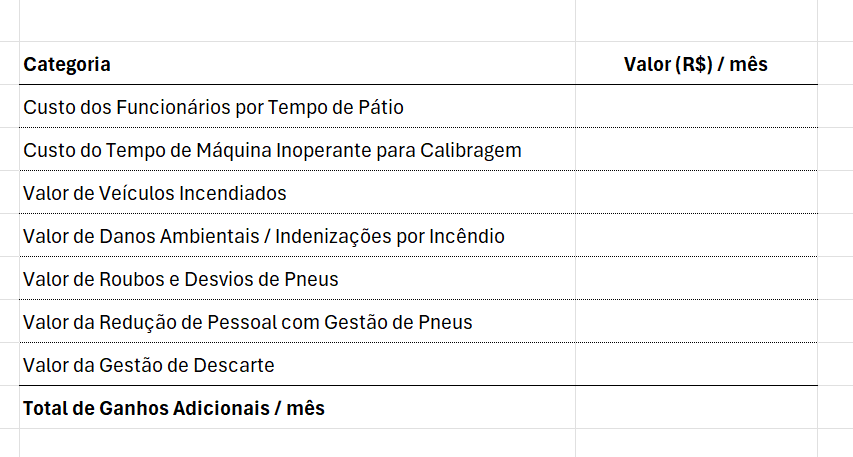 Categoria Valor (R$) / mês
Custo dos Funcionários por Tempo de Pátio
Custo do Tempo de Máquina Inoperante para Calibragem
Valor de Veículos Incendiados
Valor de Danos Ambientais / Indenizações por Incêndio
Valor de Roubos e Desvios de Pneus
Valor da Redução de Pessoal com Gestão de Pneus
Valor da Gestão de Descarte
Total de Ganhos Adicionais / mês